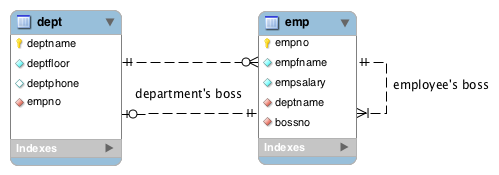 dept
deptname
deptfloor
deptphone
empno
Indexes
department's boss
emp
empno
empfname
empsalary
deptname
bossno
Indexes
employee's boss